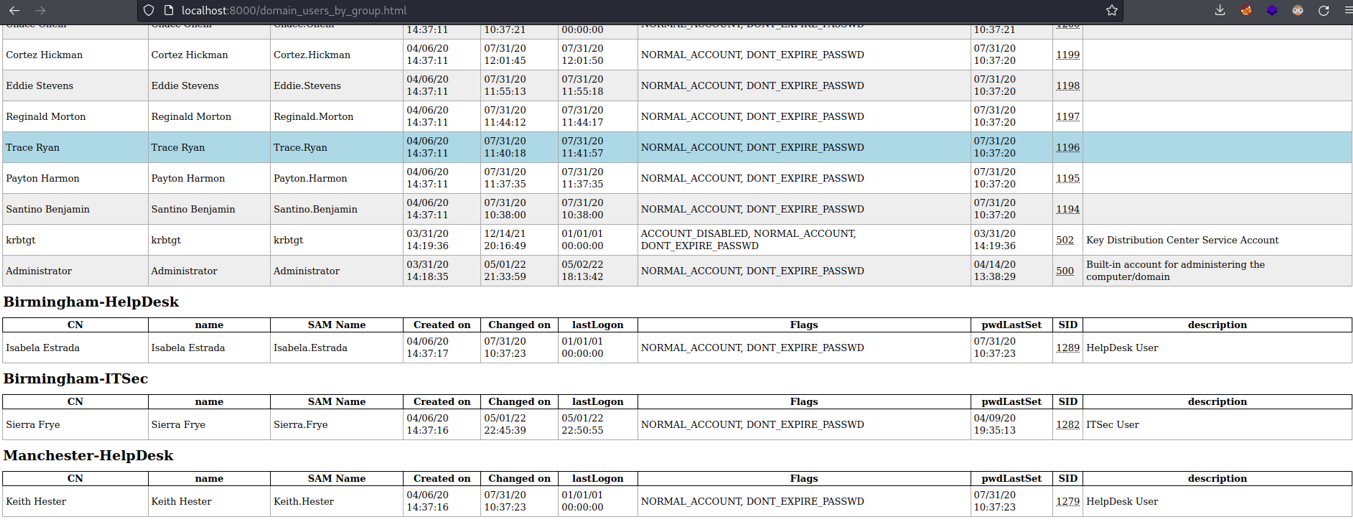 localhost:8000/domain_users_by_group.html
14:37:11 10:37:21 00:00:00 10:37:21
Cortez Hickman Cortez Hickman Cortez.Hickman 04/06/20 14:37:11 07/31/20 12:01:45 07/31/20 12:01:50 NORMAL_ACCOUNT, DONT_EXPIRE_PASSWD 07/31/20 10:37:20 1199
Eddie Stevens Eddie Stevens Eddie.Stevens 04/06/20 14:37:11 07/31/20 11:55:13 07/31/20 11:55:18 NORMAL_ACCOUNT, DONT_EXPIRE_PASSWD 07/31/20 10:37:20 1198
Reginald Morton Reginald Morton Reginald.Morton 04/06/20 14:37:11 07/31/20 11:44:12 07/31/20 11:44:17 NORMAL_ACCOUNT, DONT_EXPIRE_PASSWD 07/31/20 10:37:20 1197
Trace Ryan Trace Ryan Trace.Ryan 04/06/20 14:37:11 07/31/20 11:40:18 07/31/20 11:41:57 NORMAL_ACCOUNT, DONT_EXPIRE_PASSWD 07/31/20 10:37:20 1196
Payton Harmon Payton Harmon Payton.Harmon 04/06/20 14:37:11 07/31/20 11:37:35 07/31/20 11:37:35 NORMAL_ACCOUNT, DONT_EXPIRE_PASSWD 07/31/20 10:37:20 1195
Santino Benjamin Santino Benjamin Santino.Benjamin 04/06/20 14:37:11 07/31/20 10:38:00 07/31/20 10:38:00 NORMAL_ACCOUNT, DONT_EXPIRE_PASSWD 07/31/20 10:37:20 1194
krbtgt krbtgt krbtgt 03/31/20 14:19:36 12/14/21 20:16:49 01/01/01 00:00:00 ACCOUNT_DISABLED, NORMAL_ACCOUNT, DONT_EXPIRE_PASSWD 03/31/20 14:19:36 502 Key Distribution Center Service Account
Administrator Administrator Administrator 03/31/20 14:18:35 05/01/22 21:33:59 05/02/22 18:13:42 NORMAL_ACCOUNT, DONT_EXPIRE_PASSWD 04/14/20 13:38:29 500 Built-in account for administering the computer/domain
Birmingham-HelpDesk
CN name SAM Name Created on Changed on lastLogon Flags pwdLastSet SID description
Isabela Estrada Isabela Estrada Isabela.Estrada 04/06/20 14:37:17 07/31/20 10:37:23 01/01/01 00:00:00 NORMAL_ACCOUNT, DONT_EXPIRE_PASSWD 07/31/20 10:37:23 1289 HelpDesk User
Birmingham-ITSec
CN name SAM Name Created on Changed on lastLogon Flags pwdLastSet SID description
Sierra Frye Sierra Frye Sierra.Frye 04/06/20 14:37:16 05/01/22 22:45:39 05/01/22 22:50:55 NORMAL_ACCOUNT, DONT_EXPIRE_PASSWD 04/09/20 19:35:13 1282 ITSec User
Manchester-HelpDesk
CN name SAM Name Created on Changed on lastLogon Flags pwdLastSet SID description
Keith Hester Keith Hester Keith.Hester 04/06/20 14:37:16 07/31/20 10:37:23 01/01/01 00:00:00 NORMAL_ACCOUNT, DONT_EXPIRE_PASSWD 07/31/20 10:37:23 1279 HelpDesk User